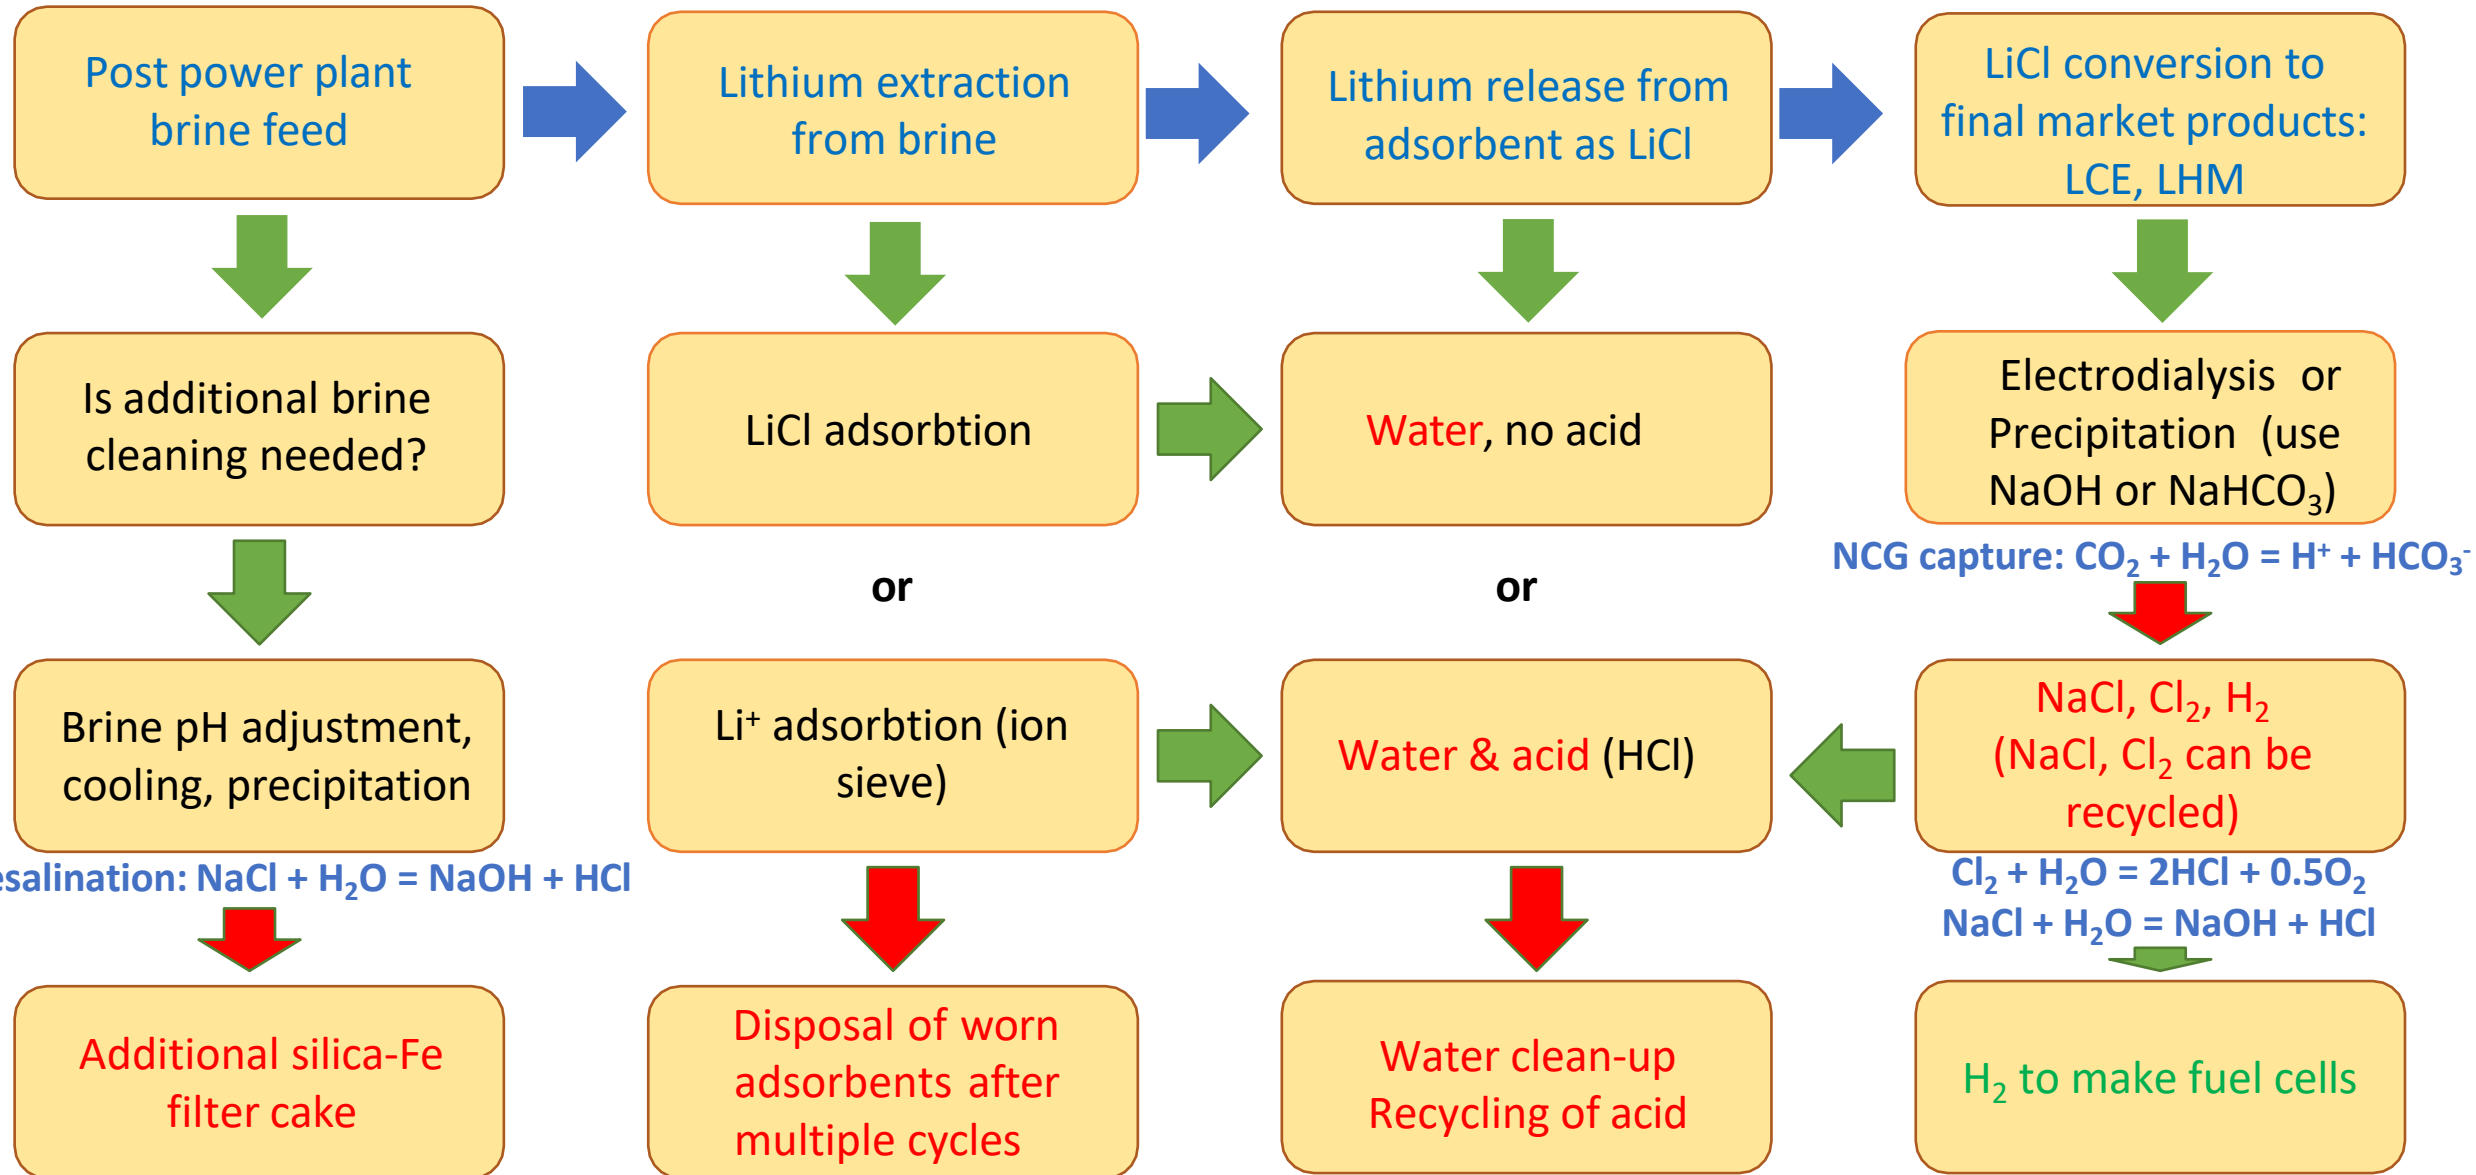 Post power plant
brine feed
Lithium extraction
from brine
Lithium release from
adsorbent as LiCl
LiCl conversion to
final market products:
LCE, LHM
Is additional brine
cleaning needed?
LiCl adsorbtion
Water, no acid
Electrodialysis or
Precipitation (use
NaOH or NaHCO₃)
NCG capture: CO₂ + H₂O = H⁺ + HCO₃⁻
or
or
Brine pH adjustment,
cooling, precipitation
Li⁺ adsorbtion (ion
sieve)
Water & acid (HCl)
NaCl, Cl₂, H₂
(NaCl, Cl₂ can be
recycled)
esalination: NaCl + H₂O = NaOH + HCl
Cl₂ + H₂O = 2HCl + 0.5O₂
NaCl + H₂O = NaOH + HCl
Additional silica-Fe
filter cake
Disposal of worn
adsorbents after
multiple cycles
Water clean-up
Recycling of acid
H₂ to make fuel cells